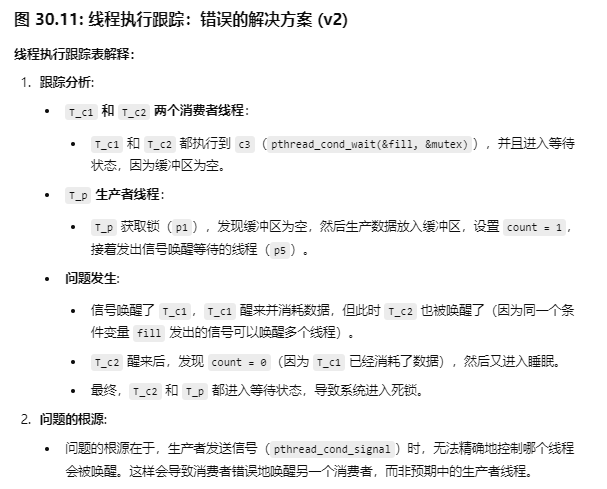 图 30.11: 线程执行跟踪：错误的解决方案 (v2)
线程执行跟踪表解释：
1. 跟踪分析:
• T_c1 和 T_c2 两个消费者线程：
• T_c1 和 T_c2 都执行到 c3（pthread_cond_wait(&fill, &mutex)），并且进入等待
状态，因为缓冲区为空。
• T_p 生产者线程：
• T_p 获取锁（p1），发现缓冲区为空，然后生产数据放入缓冲区，设置 count = 1，
接着发出信号唤醒等待的线程（p5）。
• 问题发生:
• 信号唤醒了 T_c1，T_c1 醒来并消耗数据，但此时 T_c2 也被唤醒了（因为同一个条
件变量 fill 发出的信号可以唤醒多个线程）。
• T_c2 醒来后，发现 count = 0（因为 T_c1 已经消耗了数据），然后又进入睡眠。
• 最终，T_c2 和 T_p 都进入等待状态，导致系统进入死锁。
2. 问题的根源:
• 问题的根源在于，生产者发送信号（pthread_cond_signal）时，无法精确地控制哪个线程
会被唤醒。这样会导致消费者错误地唤醒另一个消费者，而非预期中的生产者线程。